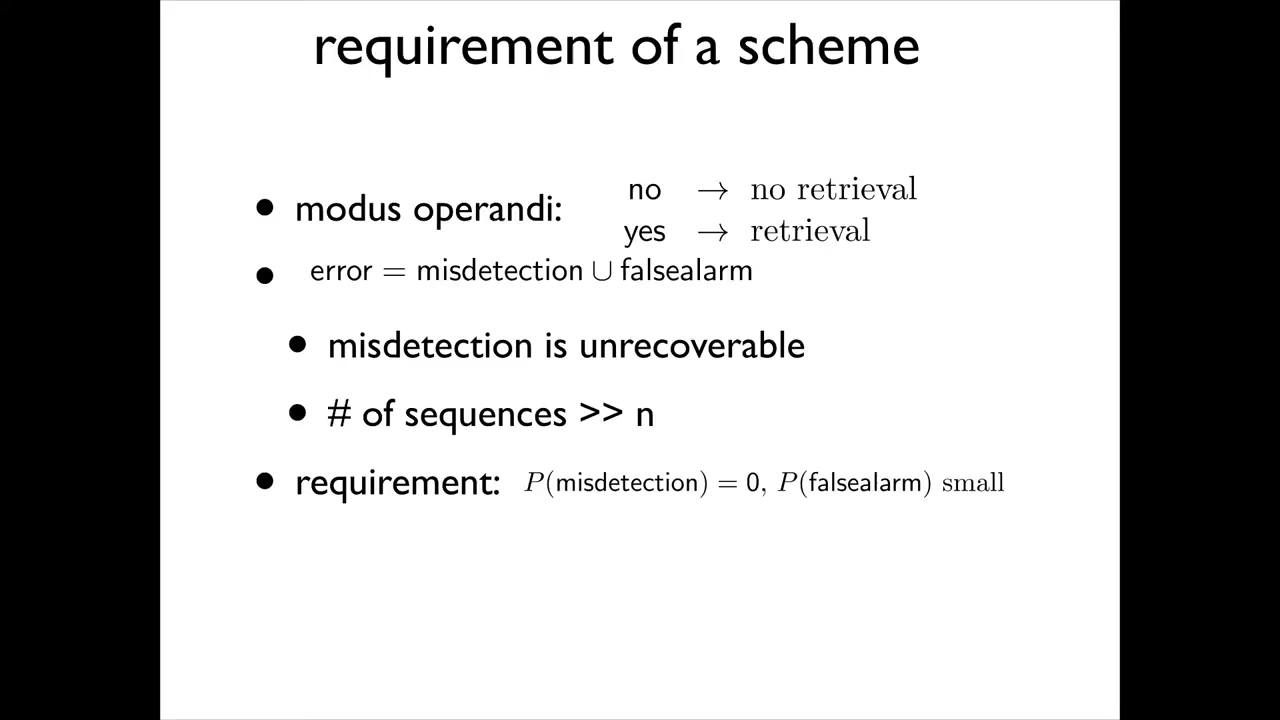 requirement of a scheme
• modus operandi: no → no retrieval
yes → retrieval
• error = misdetection ∪ falsealarm
• misdetection is unrecoverable
• # of sequences >> n
• requirement: P(misdetection) = 0, P(falsealarm) small